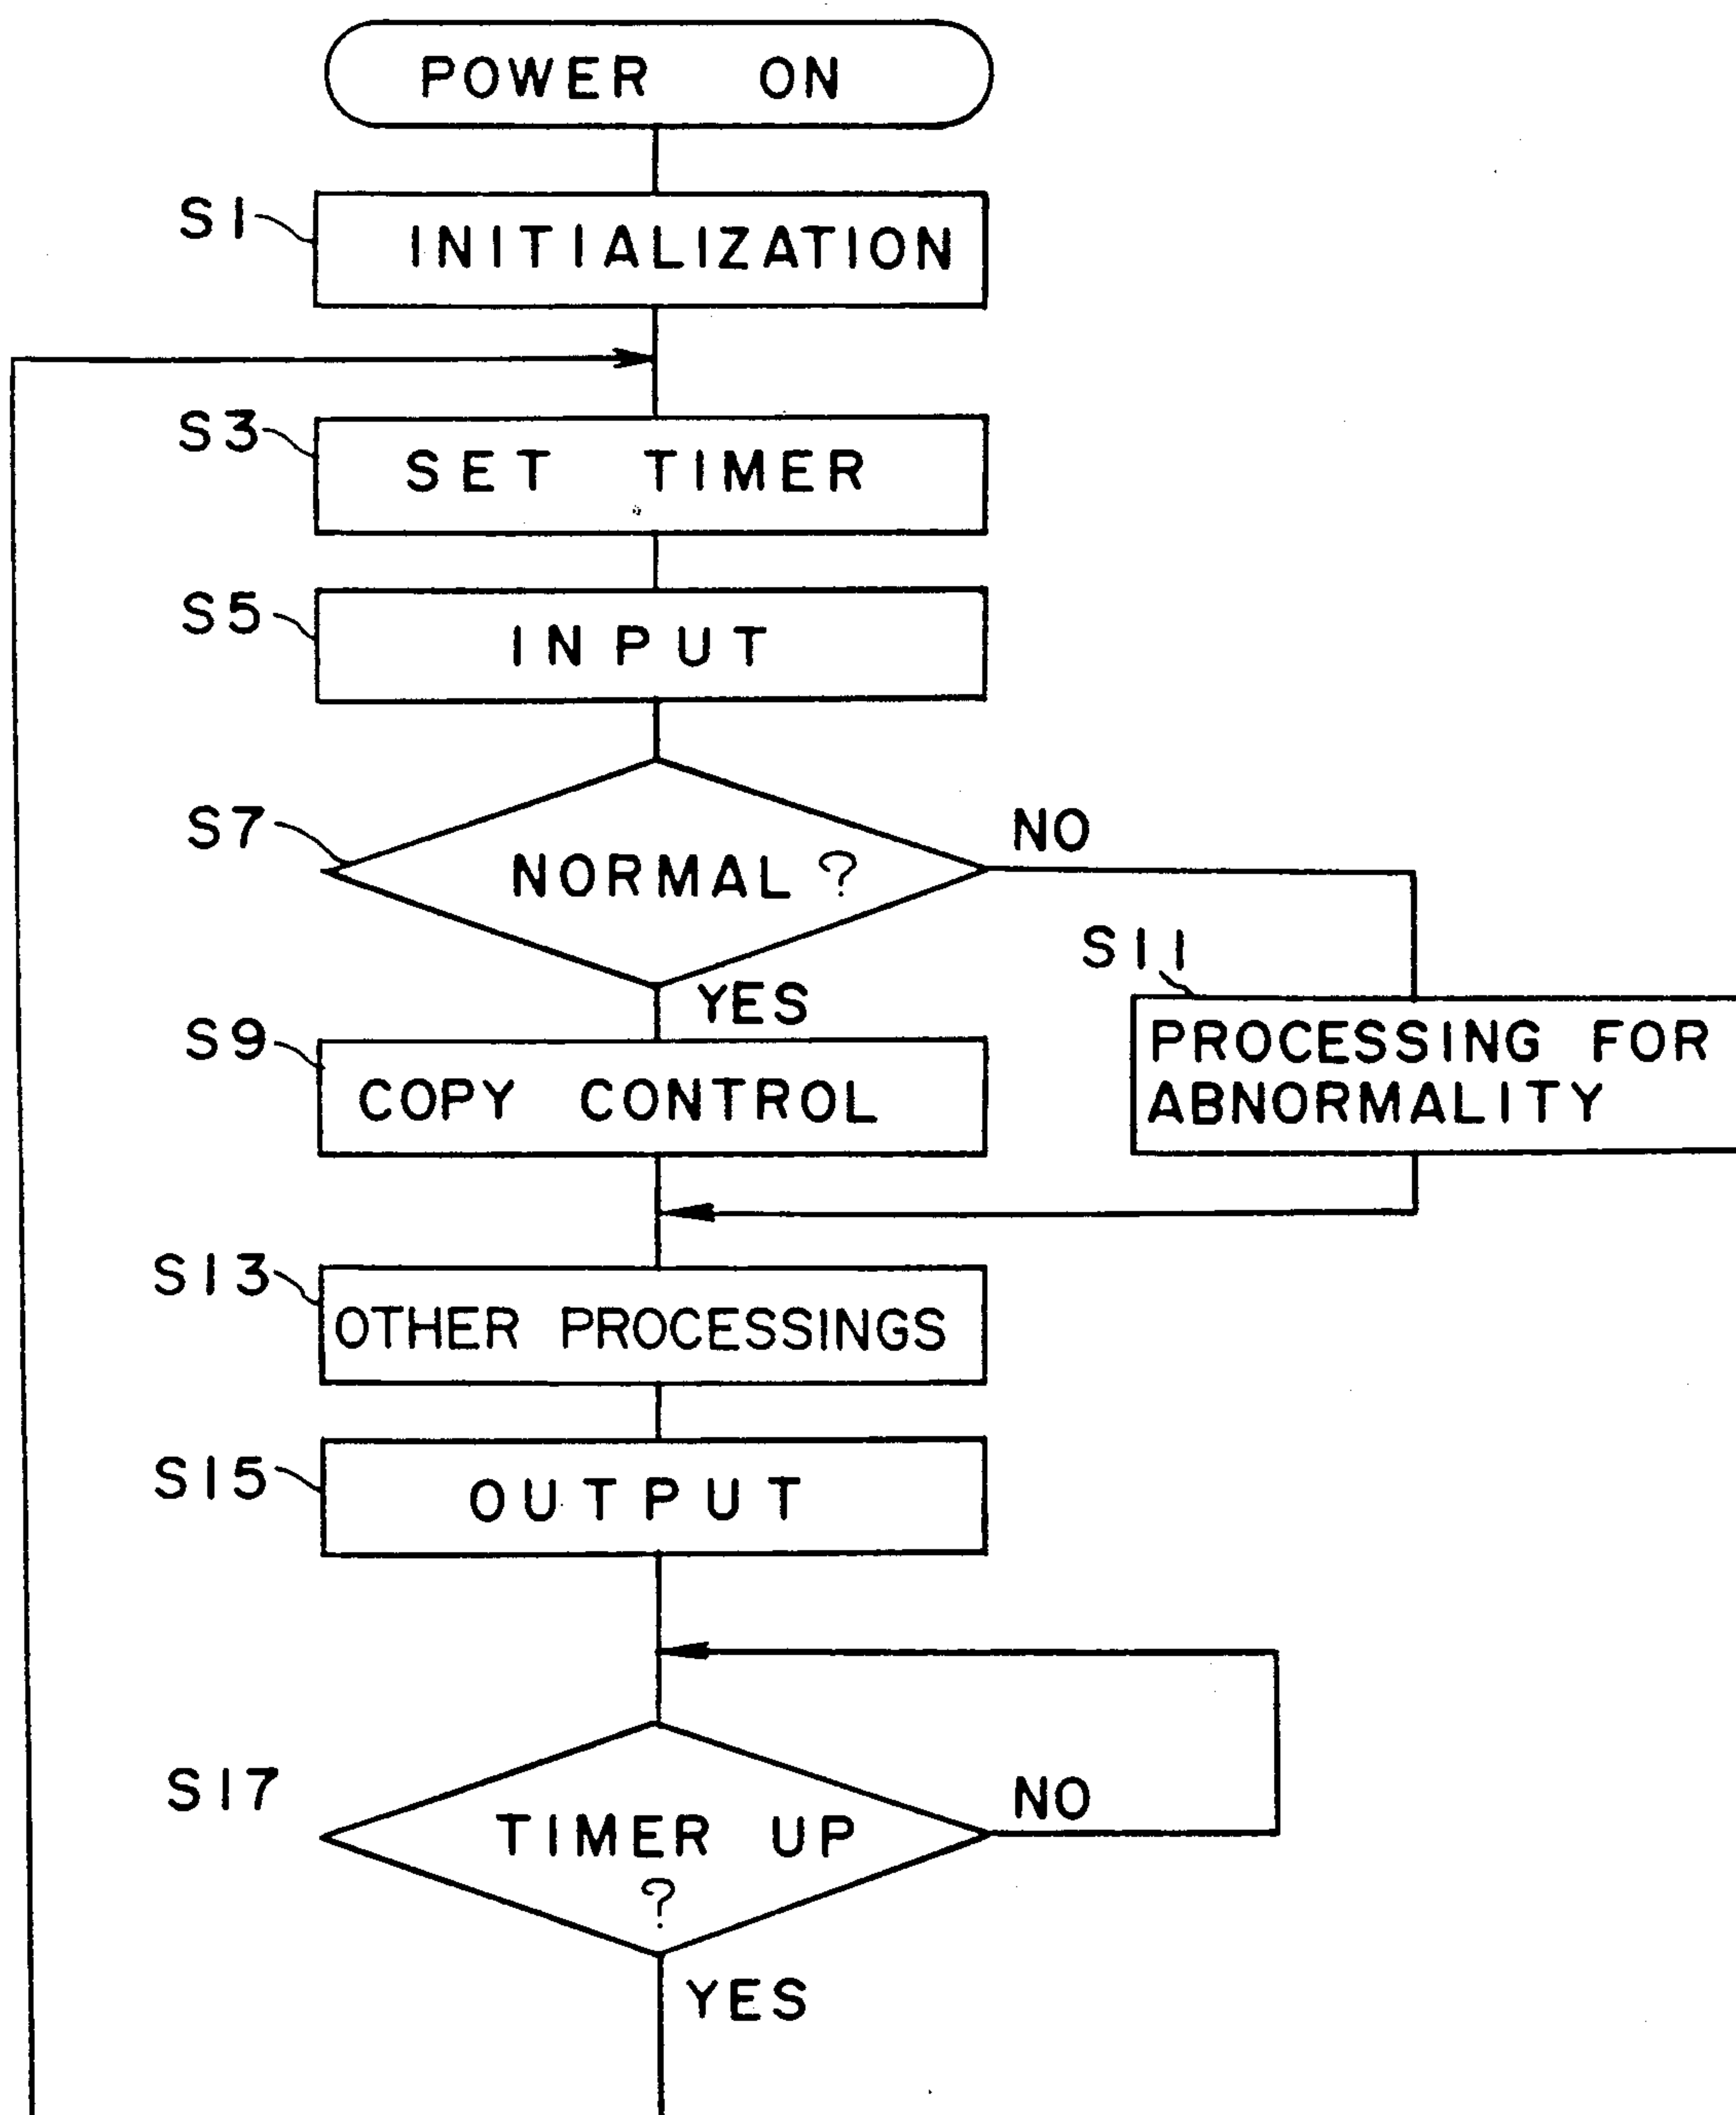 POWER ON
S1
INITIALIZATION
S3
SET TIMER
S5
INPUT
S7
NORMAL ?
NO
YES
S11
PROCESSING FOR
ABNORMALITY
S9
COPY CONTROL
S13
OTHER PROCESSINGS
S15
OUTPUT
S17
TIMER UP
?
NO
YES